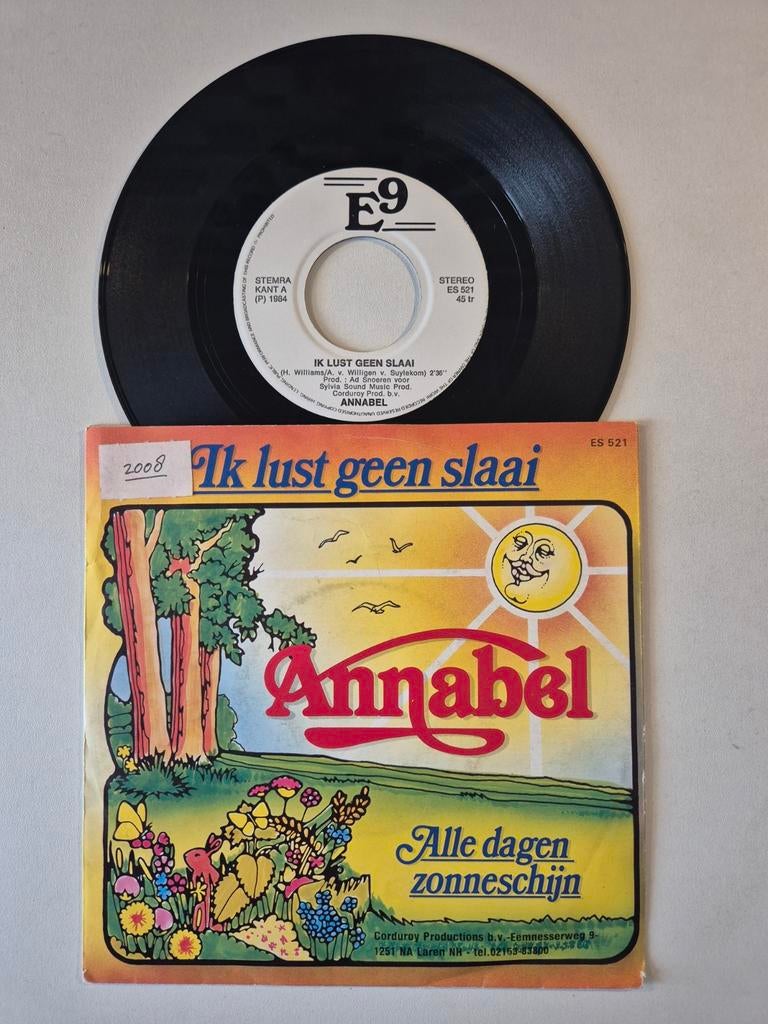 E9
STEMRA
KANT A
(P) 1984
STEREO
ES 521
45 tr
IK LUST GEEN SLAAI
(H. Williams/A. v. Willigen v. Suylekom) 2'36''
Prod. : Ad Snoeren voor
Sylvia Sound Music Prod.
Corduroy Prod. b.v.
ANNABEL
ES 521
2008
Ik lust geen slaai
Annabel
Alle dagen
zonneschijn
Corduroy Productions b.v.-Eemnesserweg 9-
1251 NA Laren NH - tel.02153-83800